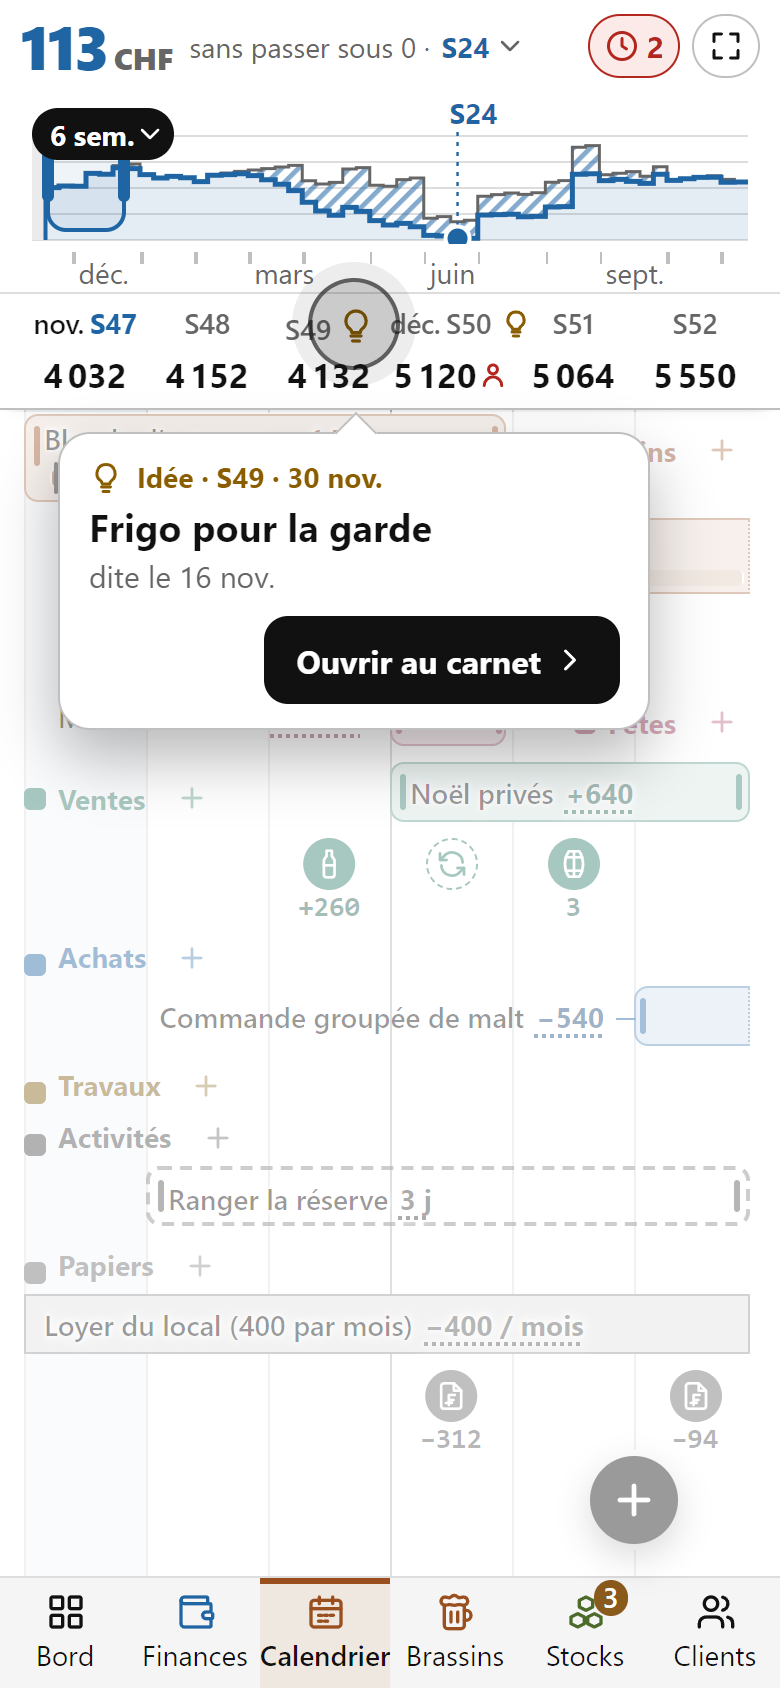 113 CHF sans passer sous 0 · S24
2
S24
6 sem.
déc. mars juin sept.
nov. S47 S48 S49 déc. S50 S51 S52
4 032 4 152 4 132 5 120 5 064 5 550
Idée · S49 · 30 nov.
Frigo pour la garde
dite le 16 nov.
Ouvrir au carnet
Ventes
Noël privés +640
+260 3
Achats
Commande groupée de malt −540
Travaux
Activités
Ranger la réserve 3 j
Papiers
Loyer du local (400 par mois) −400 / mois
−312 −94
3
Bord Finances Calendrier Brassins Stocks Clients